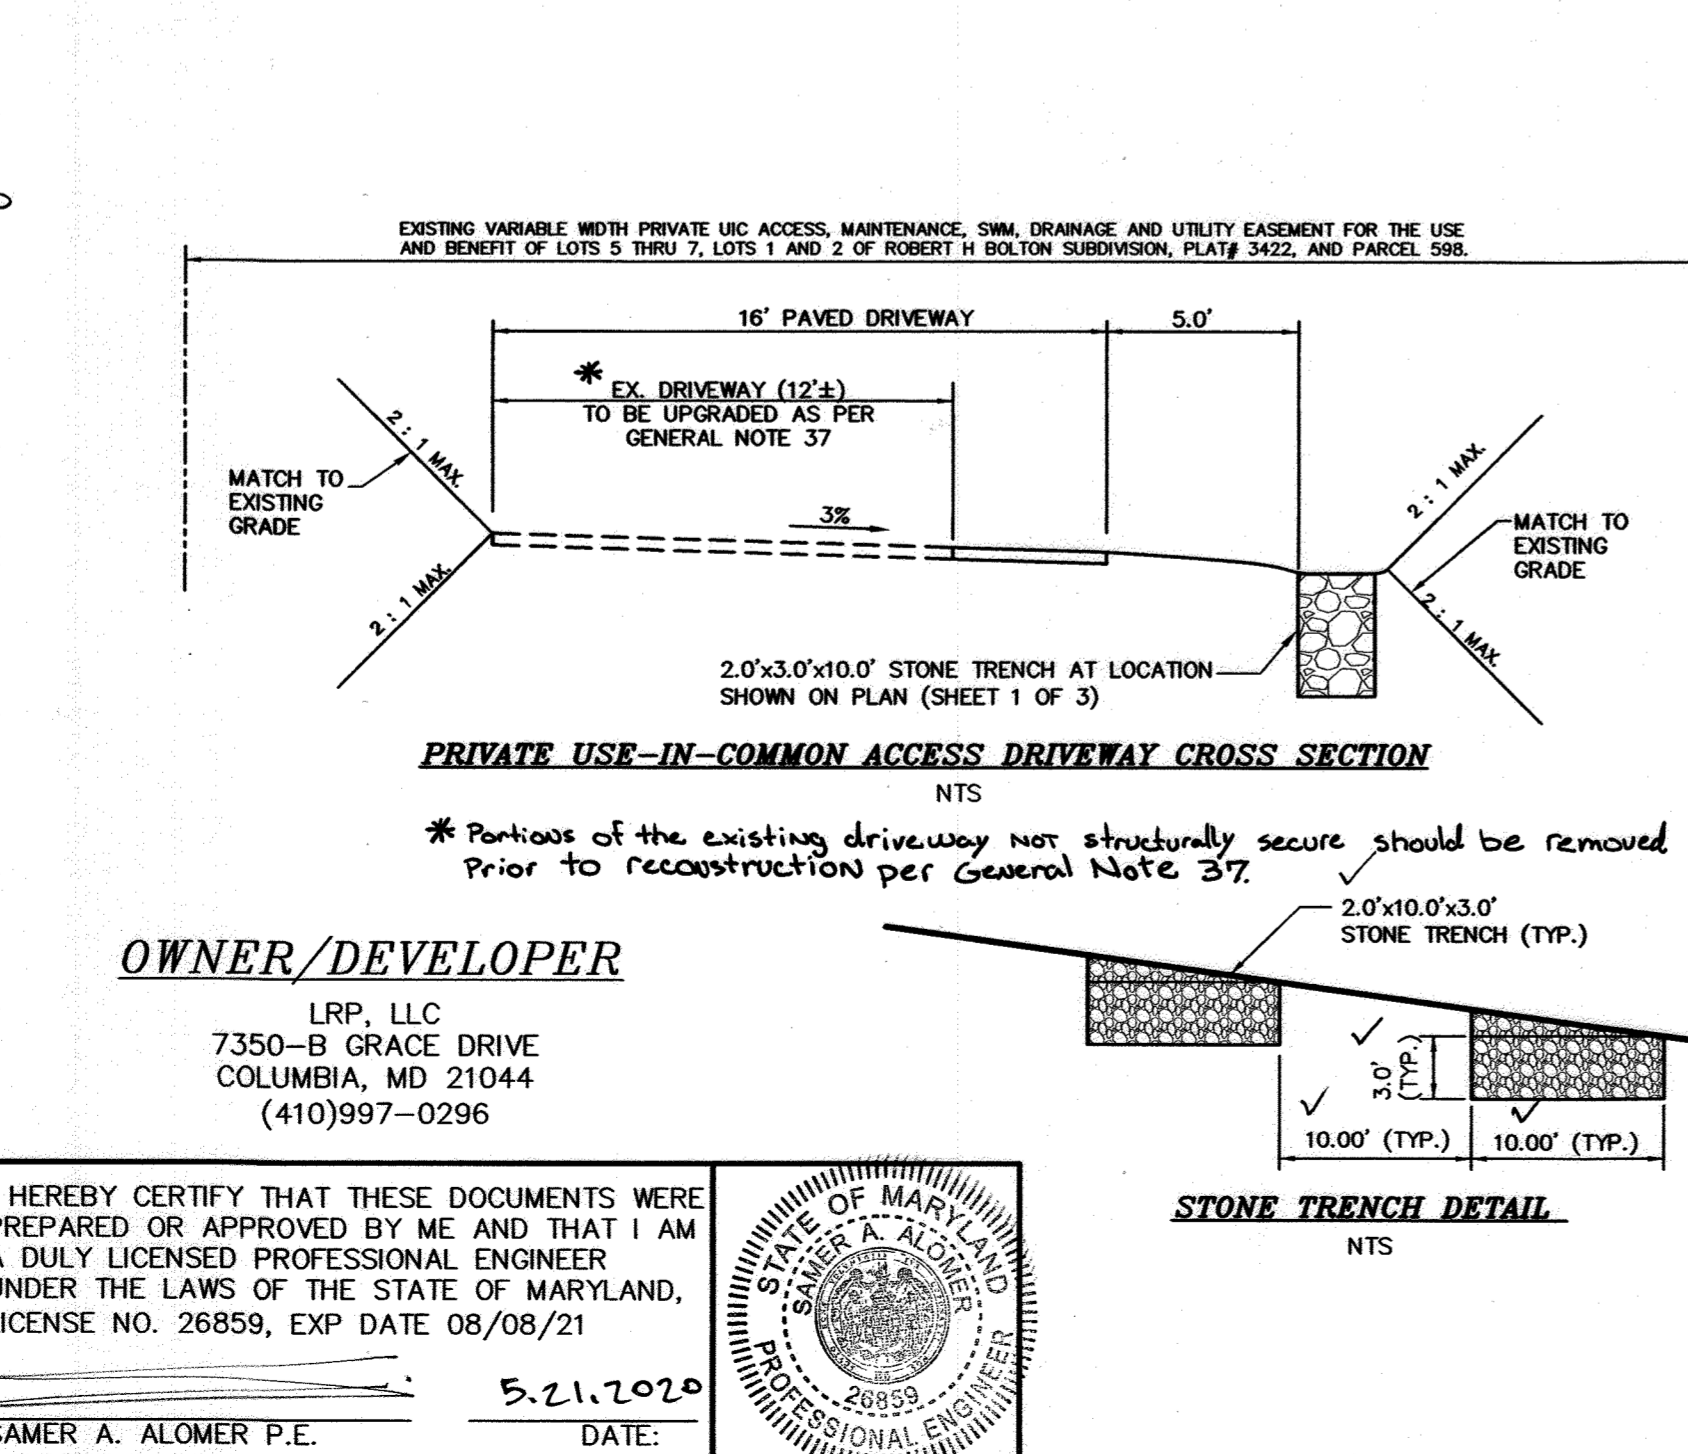 EXISTING VARIABLE WIDTH PRIVATE UIC ACCESS, MAINTENANCE, SWM, DRAINAGE AND UTILITY EASEMENT FOR THE USE
AND BENEFIT OF LOTS 5 THRU 7, LOTS 1 AND 2 OF ROBERT H BOLTON SUBDIVISION, PLAT# 3422, AND PARCEL 598.
16' PAVED DRIVEWAY
5.0'
* EX. DRIVEWAY (12'±)
TO BE UPGRADED AS PER
GENERAL NOTE 37
2 : 1 MAX.
MATCH TO
EXISTING
GRADE
2 : 1 MAX.
3%
2 : 1 MAX.
MATCH TO
EXISTING
GRADE
2 : 1 MAX.
2.0'x3.0'x10.0' STONE TRENCH AT LOCATION
SHOWN ON PLAN (SHEET 1 OF 3)
PRIVATE USE-IN-COMMON ACCESS DRIVEWAY CROSS SECTION
NTS
* Portions of the existing driveway NOT structurally secure should be removed
Prior to reconstruction per General Note 37.
2.0'x10.0'x3.0'
STONE TRENCH (TYP.)
3.0'
(TYP.)
10.00' (TYP.)
10.00' (TYP.)
STONE TRENCH DETAIL
NTS
OWNER/DEVELOPER
LRP, LLC
7350-B GRACE DRIVE
COLUMBIA, MD 21044
(410)997-0296
HEREBY CERTIFY THAT THESE DOCUMENTS WERE
PREPARED OR APPROVED BY ME AND THAT I AM
A DULY LICENSED PROFESSIONAL ENGINEER
UNDER THE LAWS OF THE STATE OF MARYLAND,
LICENSE NO. 26859, EXP DATE 08/08/21
5.21.2020
SAMER A. ALOMER P.E.
DATE:
STATE OF MARYLAND
SAMER A. ALOMER
26859
PROFESSIONAL ENGINEER